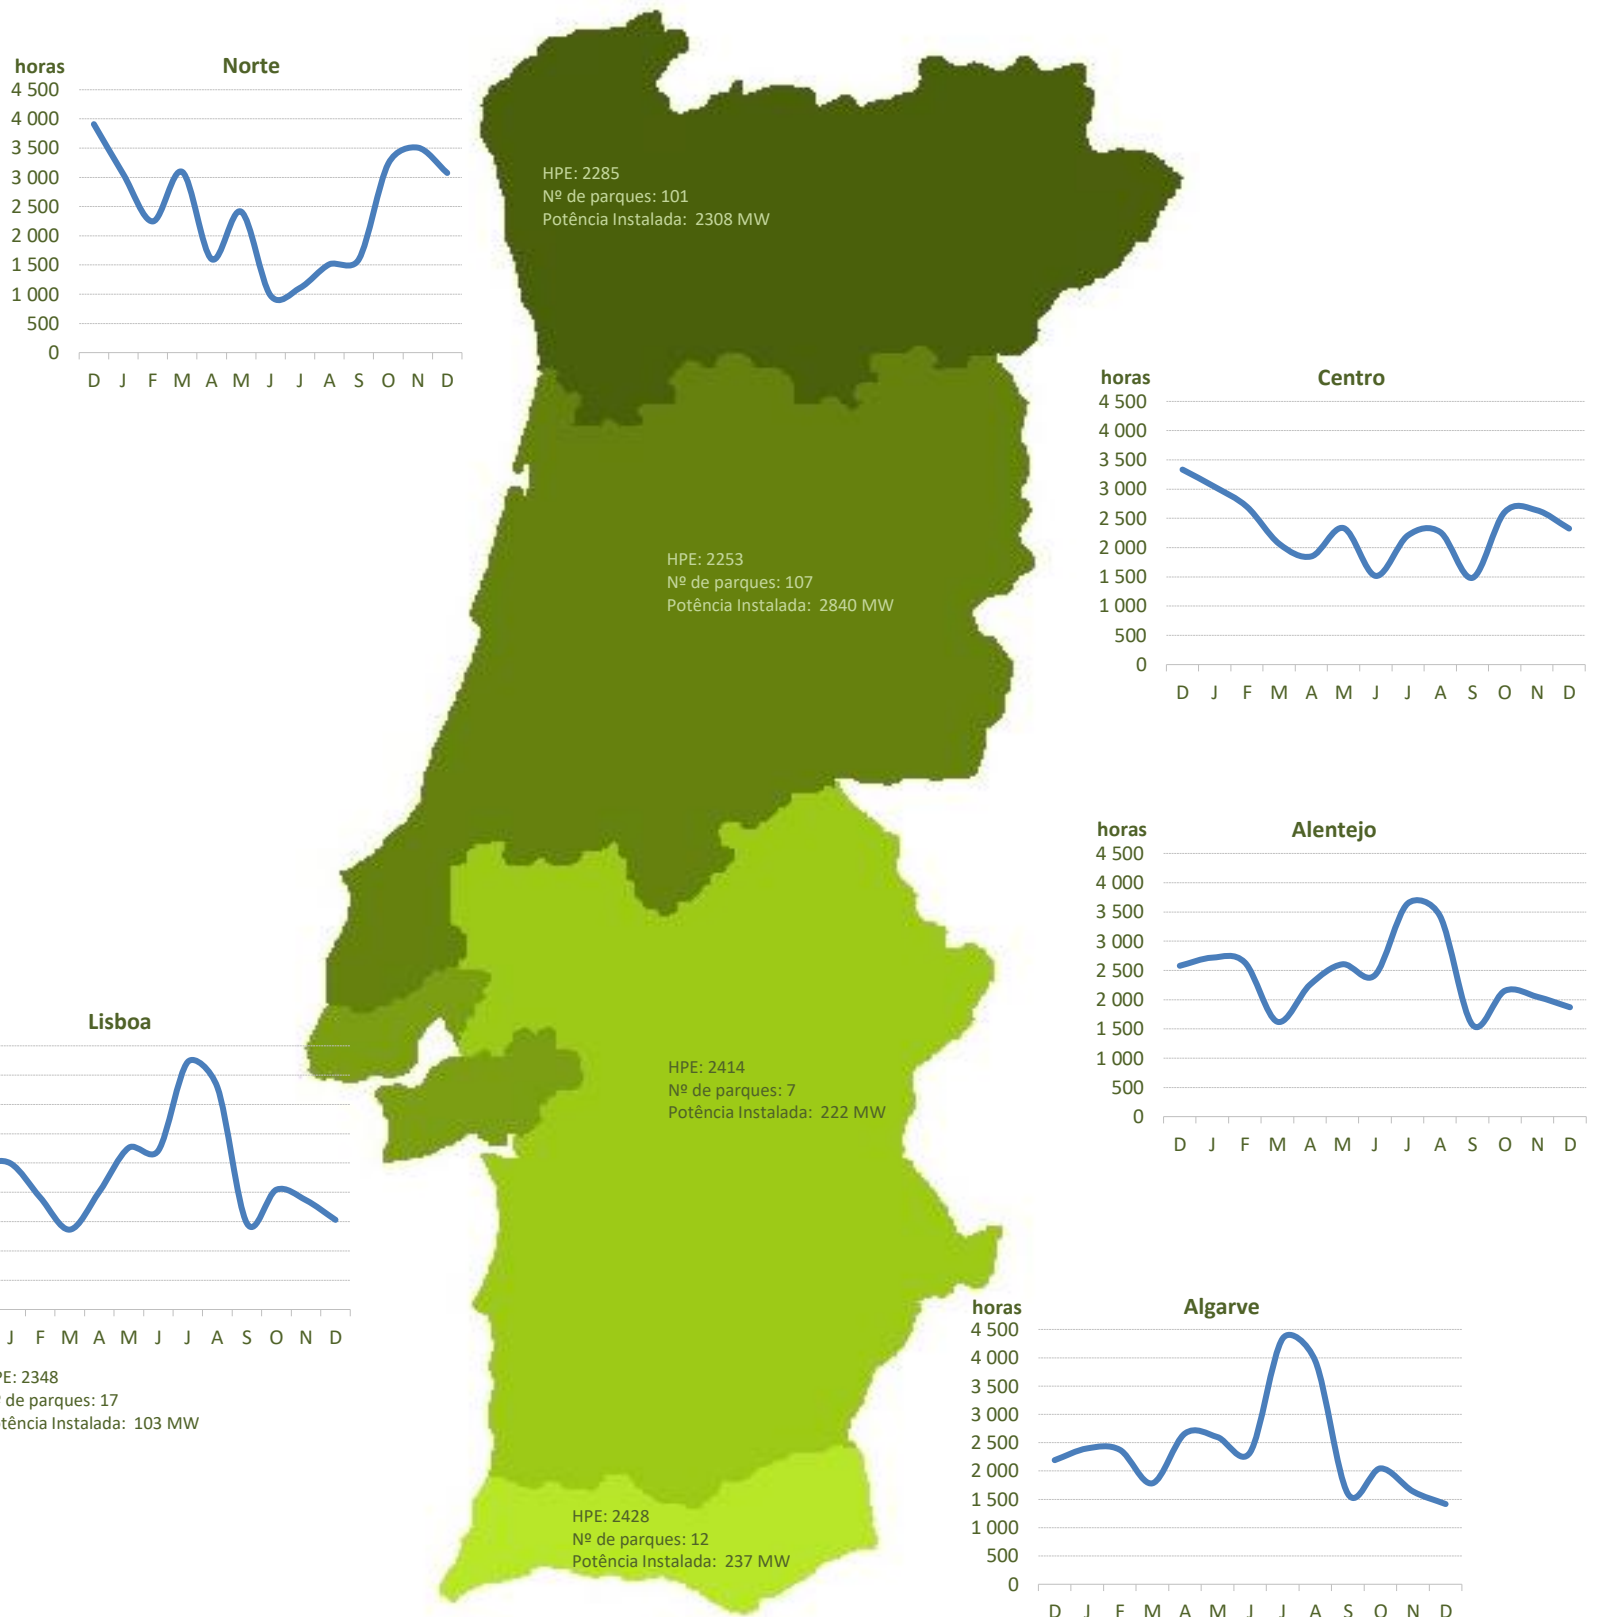 horas
Norte
4 500
4 000
3 500
3 000
2 500
2 000
1 500
1 000
500
0
D J F M A M J J A S O N D
HPE: 2285
Nº de parques: 101
Potência Instalada: 2308 MW
horas
Centro
4 500
4 000
3 500
3 000
2 500
2 000
1 500
1 000
500
0
D J F M A M J J A S O N D
HPE: 2253
Nº de parques: 107
Potência Instalada: 2840 MW
horas
Alentejo
4 500
4 000
3 500
3 000
2 500
2 000
1 500
1 000
500
0
D J F M A M J J A S O N D
HPE: 2414
Nº de parques: 7
Potência Instalada: 222 MW
Lisboa
J F M A M J J A S O N D
PE: 2348
de parques: 17
tência Instalada: 103 MW
horas
Algarve
4 500
4 000
3 500
3 000
2 500
2 000
1 500
1 000
500
0
D J F M A M J J A S O N D
HPE: 2428
Nº de parques: 12
Potência Instalada: 237 MW